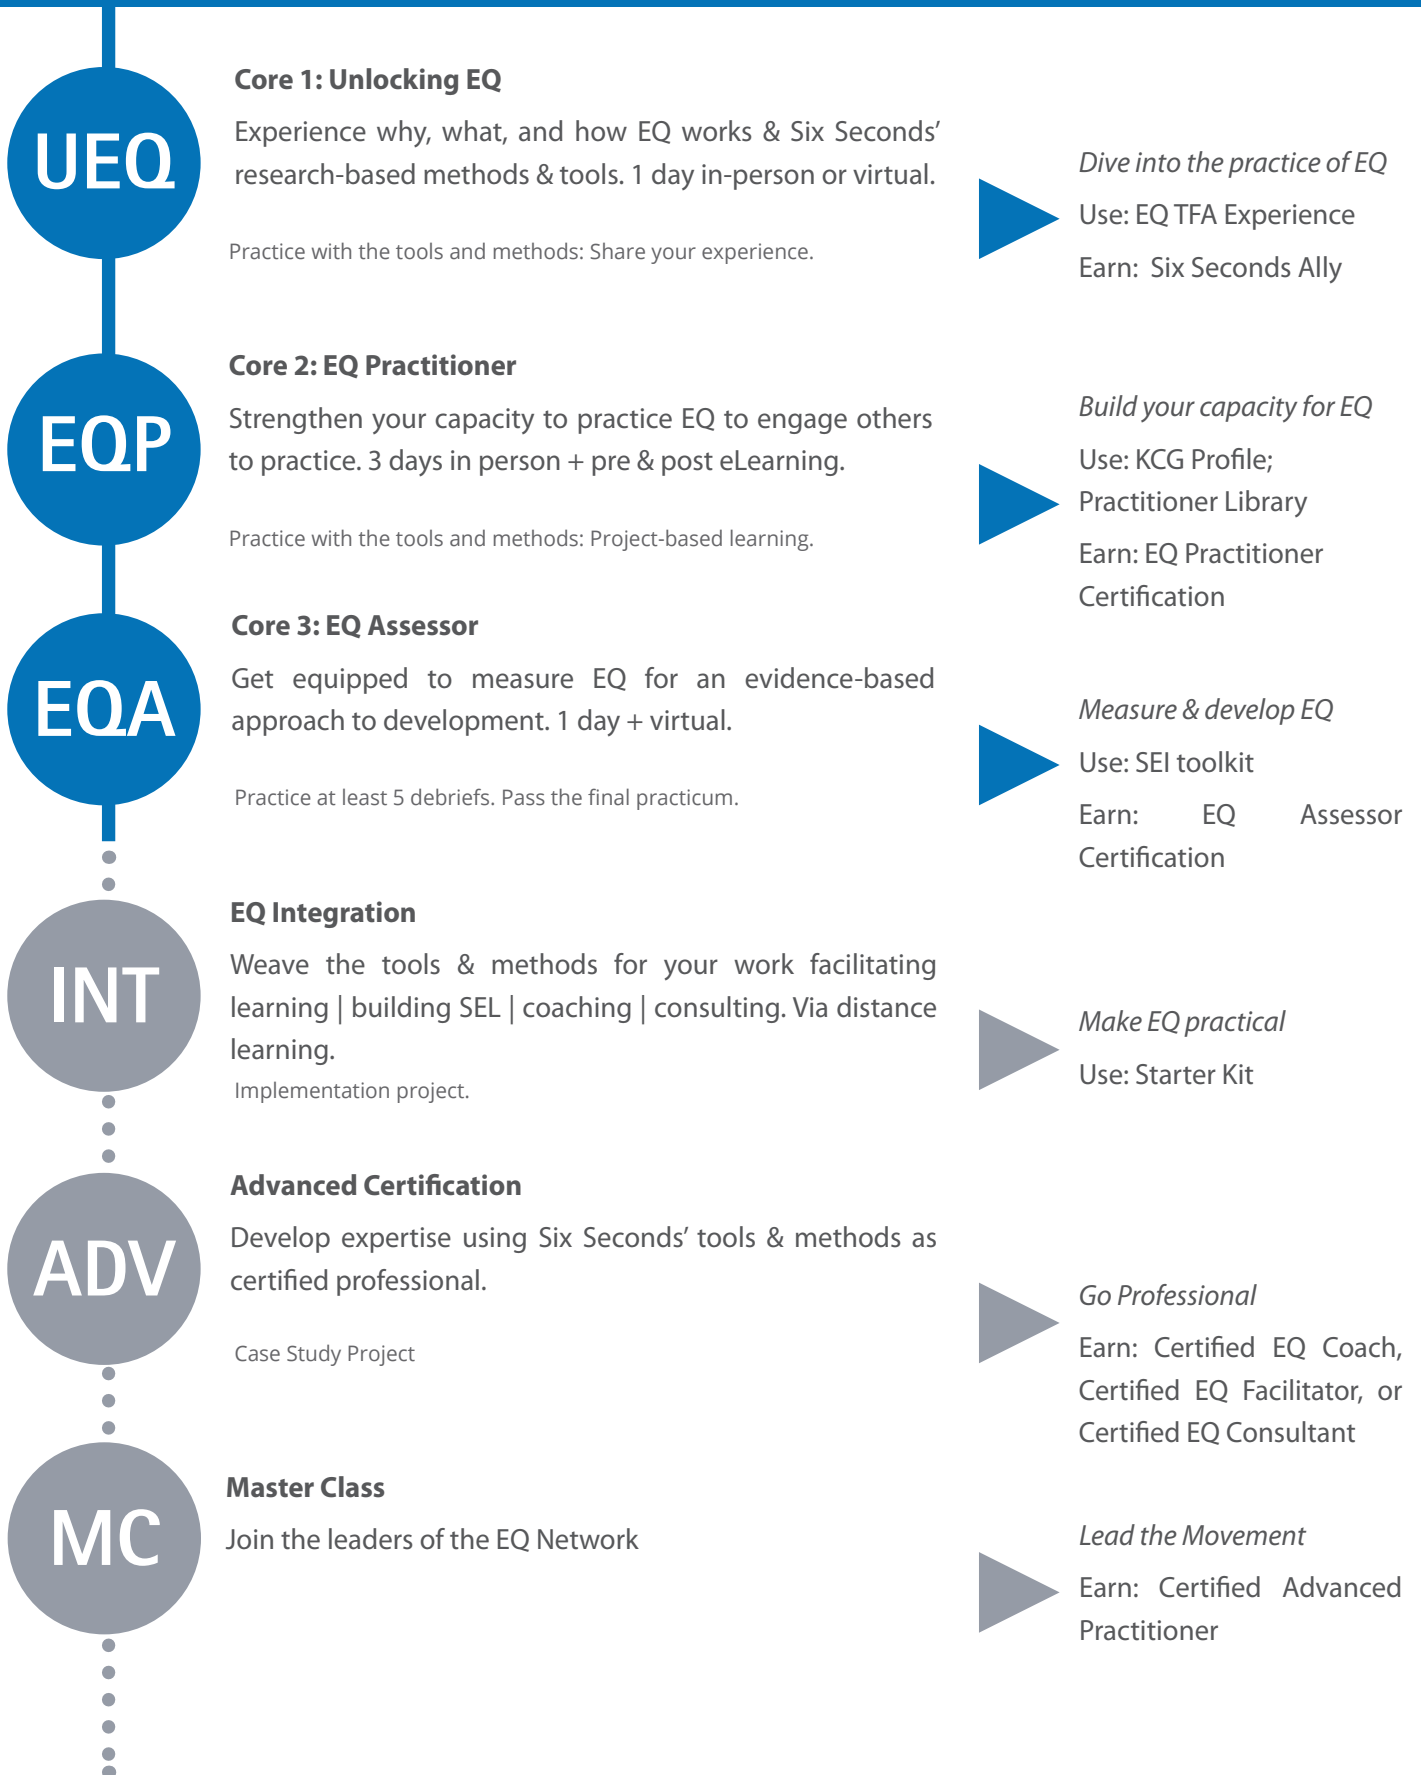 UEQ
Core 1: Unlocking EQ
Experience why, what, and how EQ works & Six Seconds’
research-based methods & tools. 1 day in-person or virtual.
Practice with the tools and methods: Share your experience.
Dive into the practice of EQ
Use: EQ TFA Experience
Earn: Six Seconds Ally
EQP
Core 2: EQ Practitioner
Strengthen your capacity to practice EQ to engage others
to practice. 3 days in person + pre & post eLearning.
Practice with the tools and methods: Project-based learning.
Build your capacity for EQ
Use: KCG Profile;
Practitioner Library
Earn: EQ Practitioner
Certification
EQA
Core 3: EQ Assessor
Get equipped to measure EQ for an evidence-based
approach to development. 1 day + virtual.
Practice at least 5 debriefs. Pass the final practicum.
Measure & develop EQ
Use: SEI toolkit
Earn: EQ Assessor
Certification
INT
EQ Integration
Weave the tools & methods for your work facilitating
learning | building SEL | coaching | consulting. Via distance
learning.
Implementation project.
Make EQ practical
Use: Starter Kit
ADV
Advanced Certification
Develop expertise using Six Seconds’ tools & methods as
certified professional.
Case Study Project
Go Professional
Earn: Certified EQ Coach,
Certified EQ Facilitator, or
Certified EQ Consultant
MC
Master Class
Join the leaders of the EQ Network
Lead the Movement
Earn: Certified Advanced
Practitioner